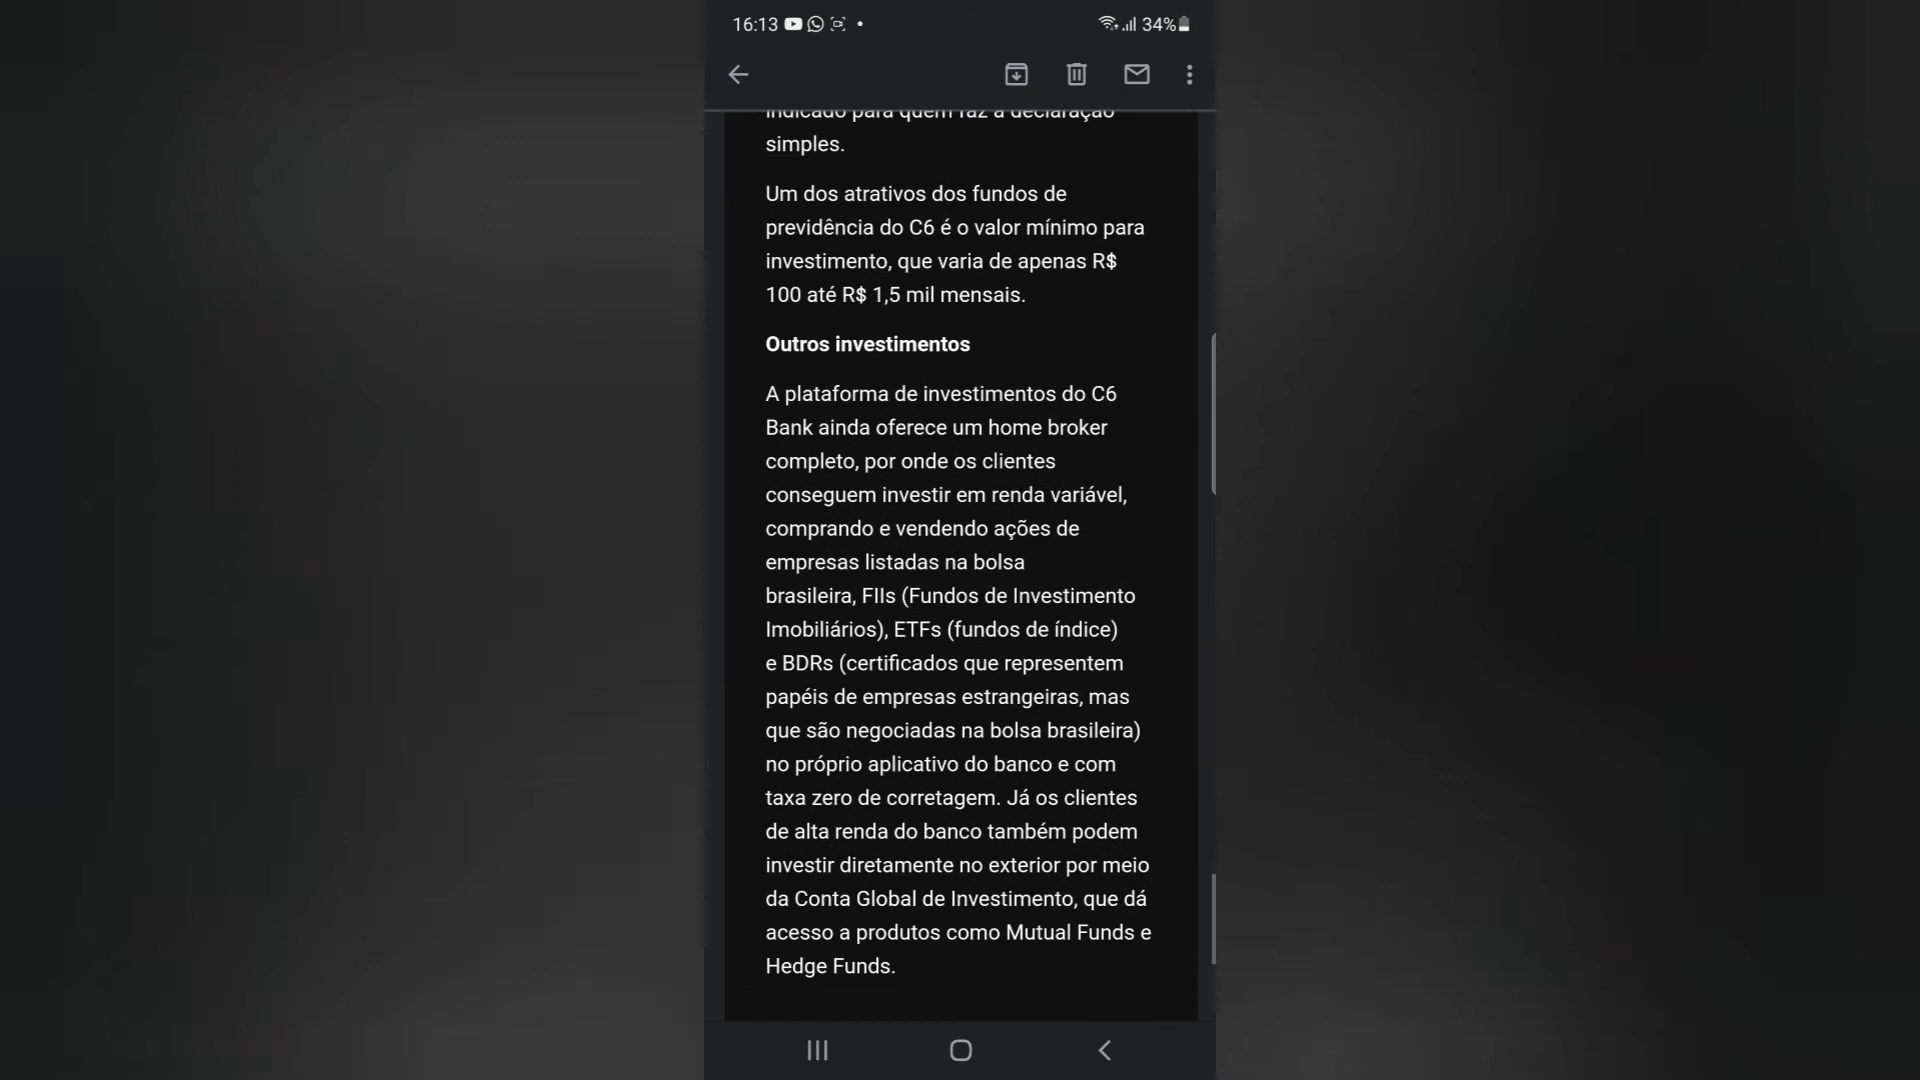 16:13
34%
indicado para quem faz a declaração
simples.
Um dos atrativos dos fundos de
previdência do C6 é o valor mínimo para
investimento, que varia de apenas R$
100 até R$ 1,5 mil mensais.
Outros investimentos
A plataforma de investimentos do C6
Bank ainda oferece um home broker
completo, por onde os clientes
conseguem investir em renda variável,
comprando e vendendo ações de
empresas listadas na bolsa
brasileira, FIIs (Fundos de Investimento
Imobiliários), ETFs (fundos de índice)
e BDRs (certificados que representem
papéis de empresas estrangeiras, mas
que são negociadas na bolsa brasileira)
no próprio aplicativo do banco e com
taxa zero de corretagem. Já os clientes
de alta renda do banco também podem
investir diretamente no exterior por meio
da Conta Global de Investimento, que dá
acesso a produtos como Mutual Funds e
Hedge Funds.